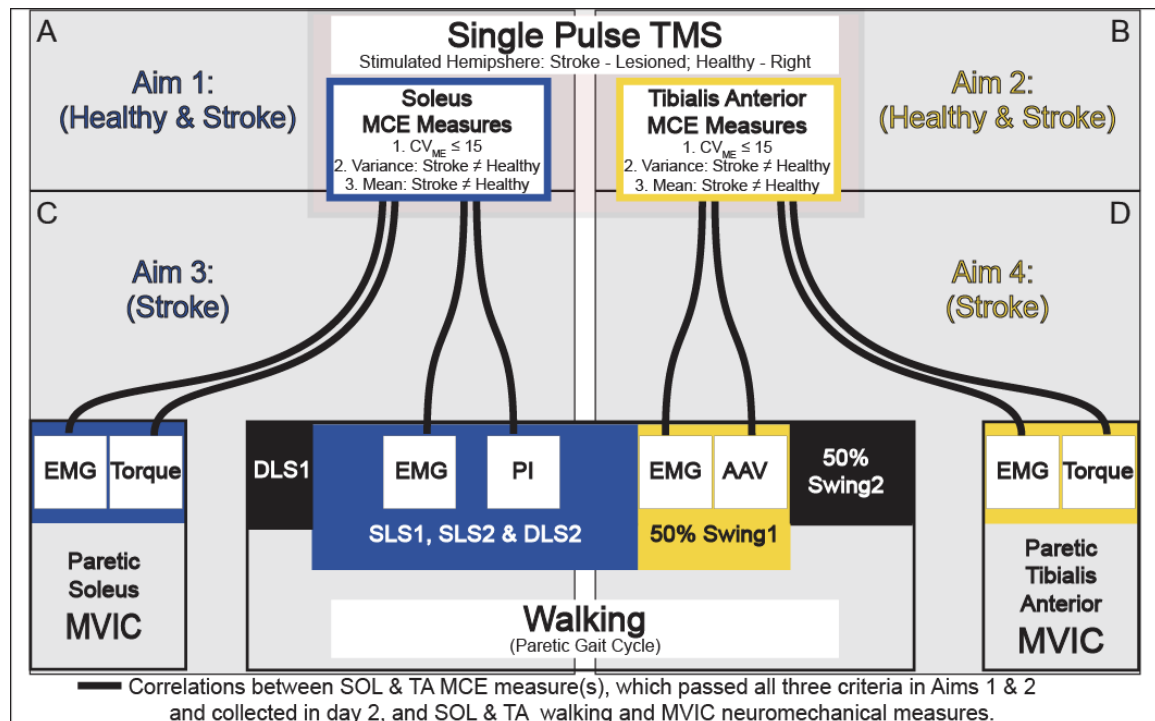 A
B
Single Pulse TMS
Stimulated Hemipshere: Stroke - Lesioned; Healthy - Right
Aim 1:
(Healthy & Stroke)
Soleus
MCE Measures
1. CVME ≤ 15
2. Variance: Stroke ≠ Healthy
3. Mean: Stroke ≠ Healthy
Tibialis Anterior
MCE Measures
1. CVME ≤ 15
2. Variance: Stroke ≠ Healthy
3. Mean: Stroke ≠ Healthy
Aim 2:
(Healthy & Stroke)
C
D
Aim 3:
(Stroke)
Aim 4:
(Stroke)
EMG Torque
Paretic
Soleus
MVIC
DLS1
EMG PI
SLS1, SLS2 & DLS2
EMG AAV
50% Swing1
50%
Swing2
Walking
(Paretic Gait Cycle)
EMG Torque
Paretic
Tibialis
Anterior
MVIC
Correlations between SOL & TA MCE measure(s), which passed all three criteria in Aims 1 & 2
and collected in day 2, and SOL & TA walking and MVIC neuromechanical measures.